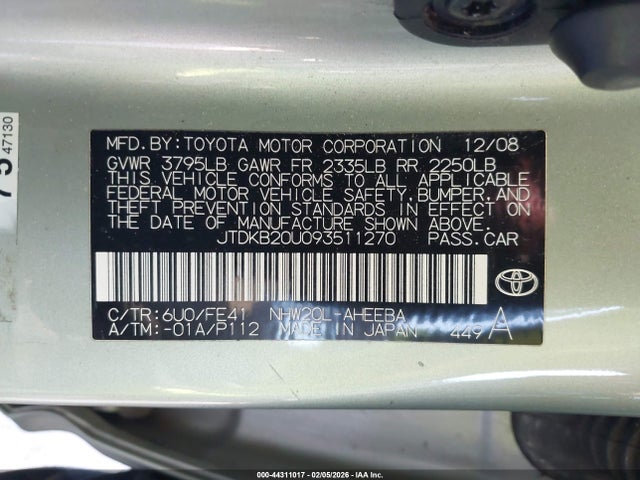 MFD. BY: TOYOTA MOTOR CORPORATION 12/08
GVWR 3795LB GAWR FR 2335LB RR 2250LB
THIS VEHICLE CONFORMS TO ALL APPLICABLE
FEDERAL MOTOR VEHICLE SAFETY, BUMPER, AND
THEFT PREVENTION STANDARDS IN EFFECT ON
THE DATE OF MANUFACTURE SHOWN ABOVE.
JTDKB20U093511270 PASS. CAR
C/TR: 6U0/FE41 NHW20L-AHEEBA
A/TM: -01A/P112 MADE IN JAPAN 449 A
47130
000-44311017 - 02/05/2026 - IAA Inc.